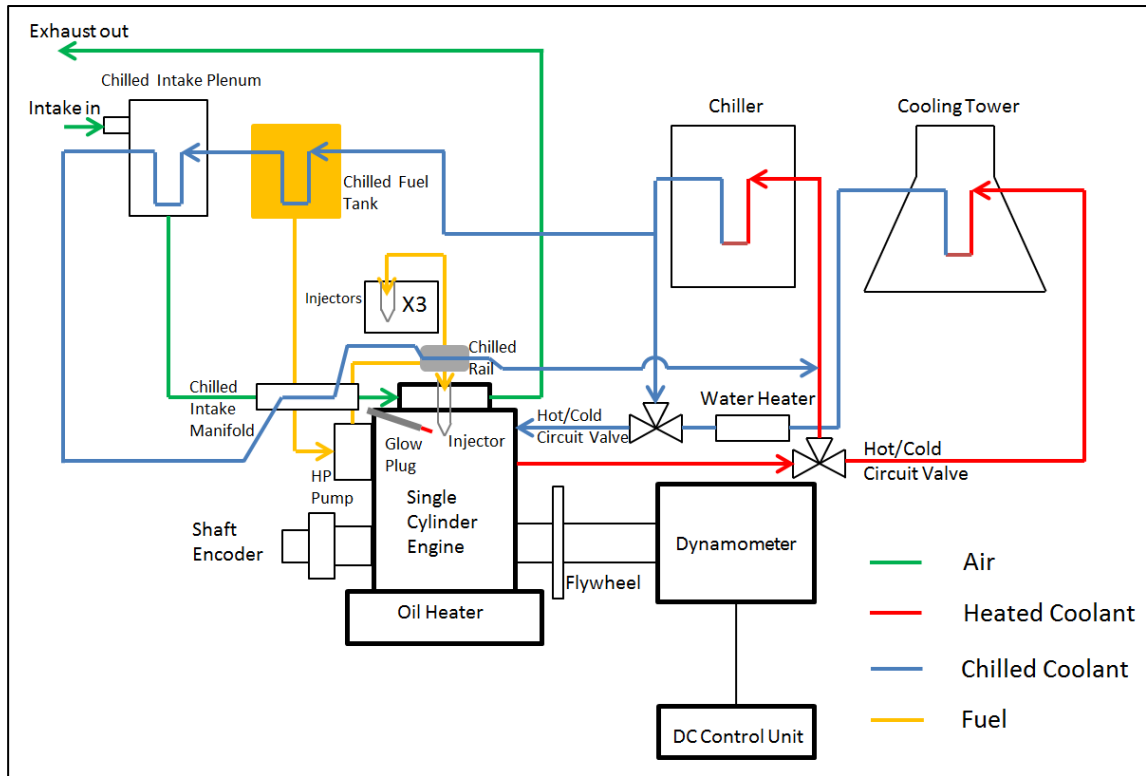 Exhaust out
Chilled Intake Plenum
Intake in
Chilled Fuel
Tank
Chiller
Cooling Tower
Injectors
X3
Chilled
Rail
Chilled
Intake
Manifold
Glow
Plug
Injector
Hot/Cold
Circuit Valve
Water Heater
Hot/Cold
Circuit Valve
HP
Pump
Single
Cylinder
Engine
Shaft
Encoder
Flywheel
Dynamometer
Oil Heater
DC Control Unit
Air
Heated Coolant
Chilled Coolant
Fuel